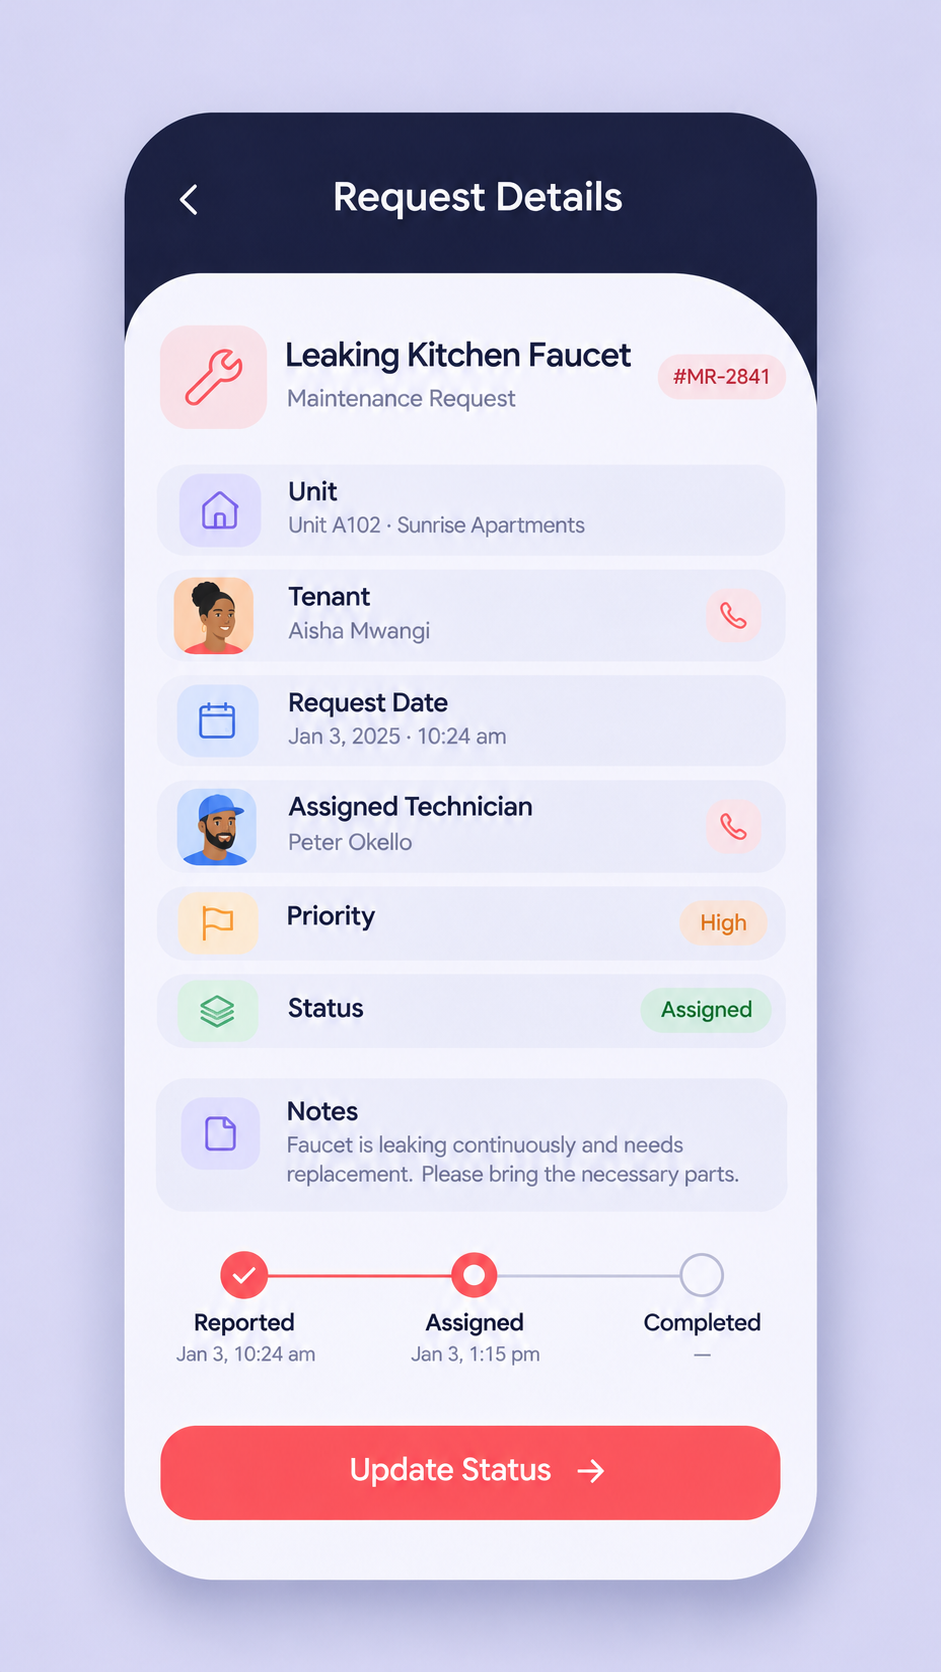 Request Details
Leaking Kitchen Faucet
Maintenance Request
#MR-2841
Unit
Unit A102 · Sunrise Apartments
Tenant
Aisha Mwangi
Request Date
Jan 3, 2025 · 10:24 am
Assigned Technician
Peter Okello
Priority
High
Status
Assigned
Notes
Faucet is leaking continuously and needs
replacement. Please bring the necessary parts.
Reported
Jan 3, 10:24 am
Assigned
Jan 3, 1:15 pm
Completed
—
Update Status →